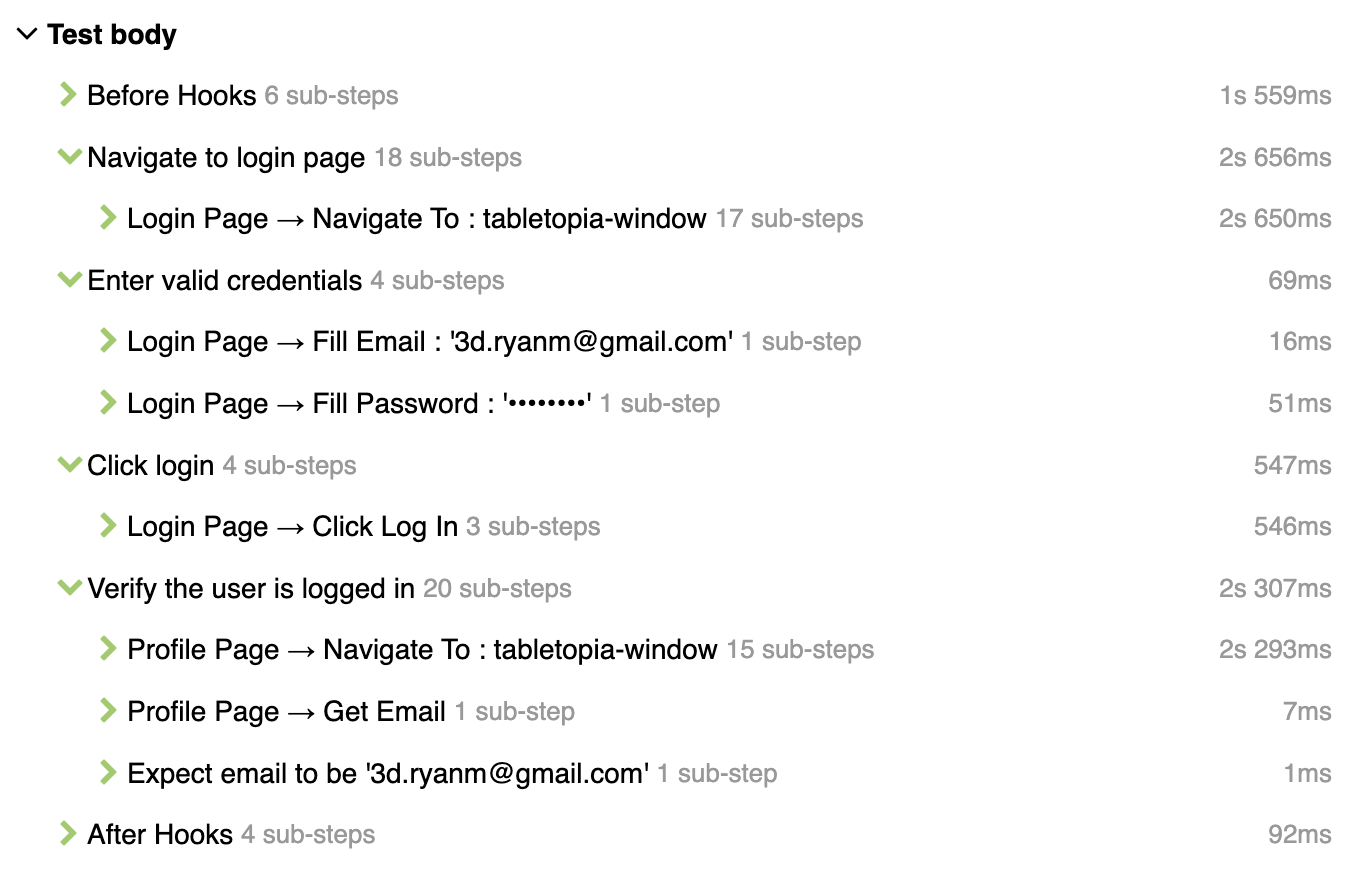 Test body
Before Hooks 6 sub-steps 1s 559ms
Navigate to login page 18 sub-steps 2s 656ms
Login Page → Navigate To : tabletopia-window 17 sub-steps 2s 650ms
Enter valid credentials 4 sub-steps 69ms
Login Page → Fill Email : '3d.ryanm@gmail.com' 1 sub-step 16ms
Login Page → Fill Password : '••••••••' 1 sub-step 51ms
Click login 4 sub-steps 547ms
Login Page → Click Log In 3 sub-steps 546ms
Verify the user is logged in 20 sub-steps 2s 307ms
Profile Page → Navigate To : tabletopia-window 15 sub-steps 2s 293ms
Profile Page → Get Email 1 sub-step 7ms
Expect email to be '3d.ryanm@gmail.com' 1 sub-step 1ms
After Hooks 4 sub-steps 92ms